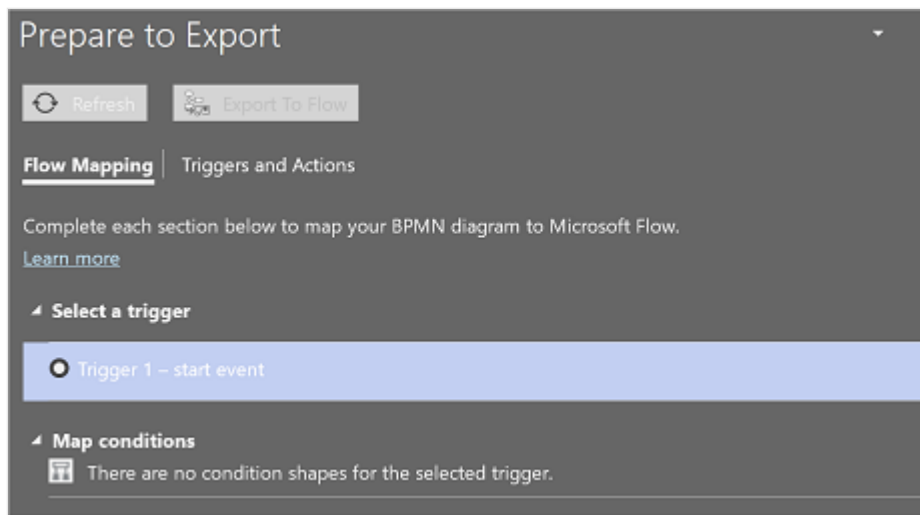 Prepare to Export
Refresh
Export To Flow
Flow Mapping
Triggers and Actions
Complete each section below to map your BPMN diagram to Microsoft Flow.
Learn more
Select a trigger
Trigger 1 – start event
Map conditions
There are no condition shapes for the selected trigger.